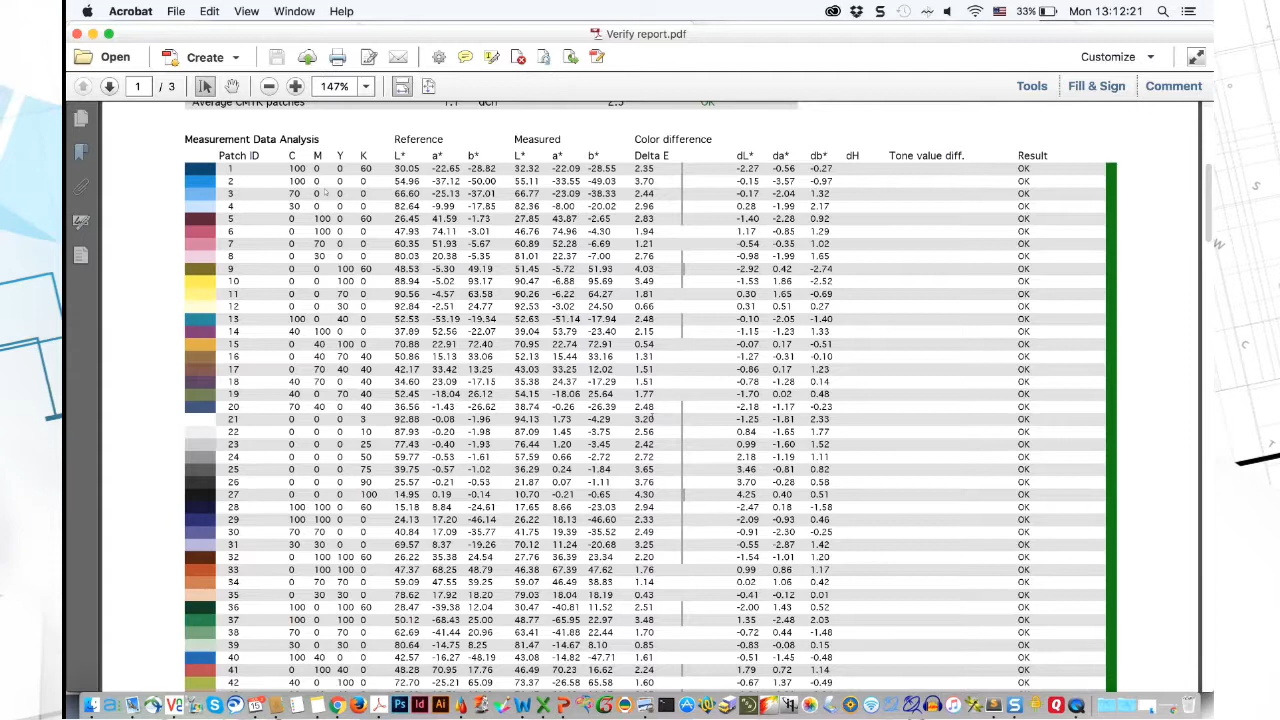 Acrobat File Edit View Window Help 33% Mon 13:12:21
Verify report.pdf
Open Create Customize
1 / 3 147% Tools Fill & Sign Comment
Average CMYK patches 1.1 dCh 2.5 OK
Measurement Data Analysis Reference Measured Color difference
Patch ID C M Y K L* a* b* L* a* b* Delta E dL* da* db* dH Tone value diff. Result
1 100 0 0 60 30.05 -22.65 -28.82 32.32 -22.09 -28.55 2.35 -2.27 -0.56 -0.27 OK
2 100 0 0 0 54.96 -37.12 -50.00 55.11 -33.55 -49.03 3.70 -0.15 -3.57 -0.97 OK
3 70 0 0 0 66.60 -25.13 -37.01 66.77 -23.09 -38.33 2.44 -0.17 -2.04 1.32 OK
4 30 0 0 0 82.64 -9.99 -17.85 82.36 -8.00 -20.02 2.96 0.28 -1.99 2.17 OK
5 0 100 0 60 26.45 41.59 -1.73 27.85 43.87 -2.65 2.83 -1.40 -2.28 0.92 OK
6 0 100 0 0 47.93 74.11 -3.01 46.76 74.96 -4.30 1.94 1.17 -0.85 1.29 OK
7 0 70 0 0 60.35 51.93 -5.67 60.89 52.28 -6.69 1.21 -0.54 -0.35 1.02 OK
8 0 30 0 0 80.03 20.38 -5.35 81.01 22.37 -7.00 2.76 -0.98 -1.99 1.65 OK
9 0 0 100 60 48.53 -5.30 49.19 51.45 -5.72 51.93 4.03 -2.92 0.42 -2.74 OK
10 0 0 100 0 88.94 -5.02 93.17 90.47 -6.88 95.69 3.49 -1.53 1.86 -2.52 OK
11 0 0 70 0 90.56 -4.57 63.58 90.26 -6.22 64.27 1.81 0.30 1.65 -0.69 OK
12 0 0 30 0 92.84 -2.51 24.77 92.53 -3.02 24.50 0.66 0.31 0.51 0.27 OK
13 100 0 40 0 52.53 -53.19 -19.34 52.63 -51.14 -17.94 2.48 -0.10 -2.05 -1.40 OK
14 40 100 0 0 37.89 52.56 -22.07 39.04 53.79 -23.40 2.15 -1.15 -1.23 1.33 OK
15 0 40 100 0 70.88 22.91 72.40 70.95 22.74 72.91 0.54 -0.07 0.17 -0.51 OK
16 0 40 70 40 50.86 15.13 33.06 52.13 15.44 33.16 1.31 -1.27 -0.31 -0.10 OK
17 0 70 40 40 42.17 33.42 13.25 43.03 33.25 12.02 1.51 -0.86 0.17 1.23 OK
18 40 70 0 40 34.60 23.09 -17.15 35.38 24.37 -17.29 1.51 -0.78 -1.28 0.14 OK
19 40 0 70 40 52.45 -18.04 26.12 54.15 -18.06 25.64 1.77 -1.70 0.02 0.48 OK
20 70 40 0 40 36.56 -1.43 -26.62 38.74 -0.26 -26.39 2.48 -2.18 -1.17 -0.23 OK
21 0 0 0 3 92.88 -0.08 -1.96 94.13 1.73 -4.29 3.20 -1.25 -1.81 2.33 OK
22 0 0 0 10 87.93 -0.20 -1.98 87.09 1.45 -3.75 2.56 0.84 -1.65 1.77 OK
23 0 0 0 25 77.43 -0.40 -1.93 76.44 1.20 -3.45 2.42 0.99 -1.60 1.52 OK
24 0 0 0 50 59.77 -0.53 -1.61 57.59 0.66 -2.72 2.72 2.18 -1.19 1.11 OK
25 0 0 0 75 39.75 -0.57 -1.02 36.29 0.24 -1.84 3.65 3.46 -0.81 0.82 OK
26 0 0 0 90 25.57 -0.21 -0.53 21.87 0.07 -1.11 3.76 3.70 -0.28 0.58 OK
27 0 0 0 100 14.95 0.19 -0.14 10.70 -0.21 -0.65 4.30 4.25 0.40 0.51 OK
28 100 100 0 60 15.18 8.84 -24.61 17.65 8.66 -23.03 2.94 -2.47 0.18 -1.58 OK
29 100 100 0 0 24.13 17.20 -46.14 26.22 18.13 -46.60 2.33 -2.09 -0.93 0.46 OK
30 70 70 0 0 40.84 17.09 -35.77 41.75 19.39 -35.52 2.49 -0.91 -2.30 -0.25 OK
31 30 30 0 0 69.57 8.37 -19.26 70.12 11.24 -20.68 3.25 -0.55 -2.87 1.42 OK
32 0 100 100 60 26.22 35.38 24.54 27.76 36.39 23.34 2.20 -1.54 -1.01 1.20 OK
33 0 100 100 0 47.37 68.25 48.79 46.38 67.39 47.62 1.76 0.99 0.86 1.17 OK
34 0 70 70 0 59.09 47.55 39.25 59.07 46.49 38.83 1.14 0.02 1.06 0.42 OK
35 0 30 30 0 78.62 17.92 18.20 79.03 18.04 18.19 0.43 -0.41 -0.12 0.01 OK
36 100 0 100 60 28.47 -39.38 12.04 30.47 -40.81 11.52 2.51 -2.00 1.43 0.52 OK
37 100 0 100 0 50.12 -68.43 25.00 48.77 -65.95 22.97 3.48 1.35 -2.48 2.03 OK
38 70 0 70 0 62.69 -41.44 20.96 63.41 -41.88 22.44 1.70 -0.72 0.44 -1.48 OK
39 30 0 30 0 80.64 -14.75 8.25 81.47 -14.67 8.10 0.85 -0.83 -0.08 0.15 OK
40 100 40 0 0 42.57 -16.27 -48.19 43.08 -14.82 -47.71 1.61 -0.51 -1.45 -0.48 OK
41 0 100 40 0 48.28 70.95 17.76 46.49 70.23 16.62 2.24 1.79 0.72 1.14 OK
42 40 0 100 0 -25.21 65.09 73.37 -26.58 65.58 1.60 -0.67 1.37 -0.49 OK